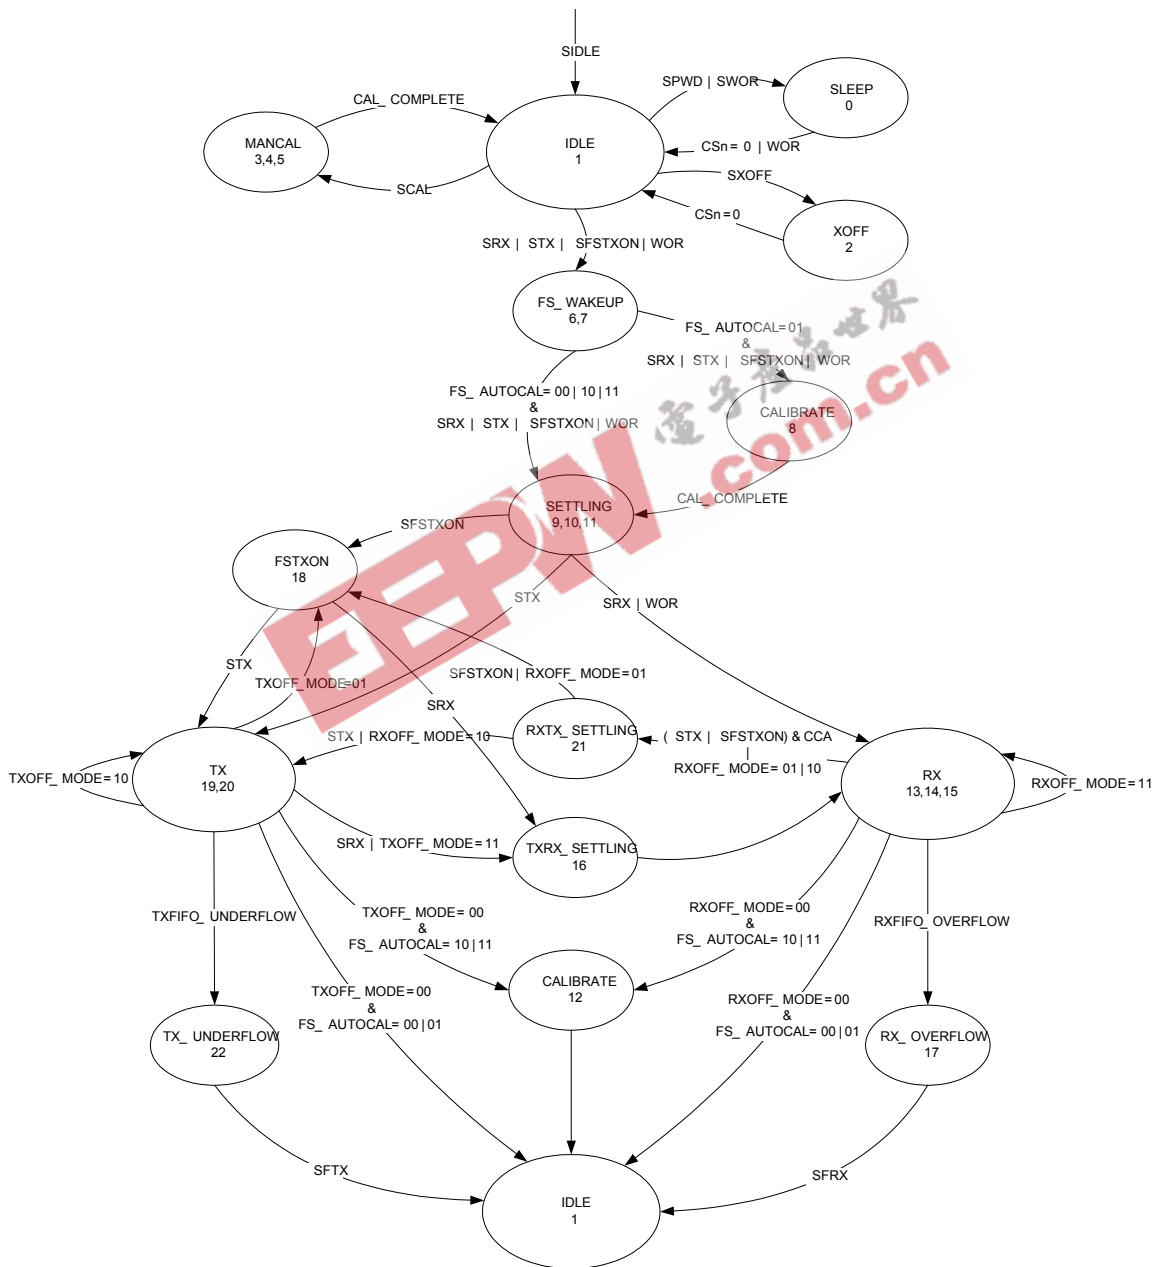 SIDLE
SPWD | SWOR
SLEEP
0
CAL_ COMPLETE
MANCAL
3,4,5
IDLE
1
CSn= 0 | WOR
SCAL
SXOFF
CSn=0
XOFF
2
SRX | STX | SFSTXON | WOR
FS_ WAKEUP
6,7
FS_ AUTOCAL=01
&
SRX | STX | SFSTXON | WOR
FS_ AUTOCAL= 00 | 10 | 11
&
SRX | STX | SFSTXON | WOR
CALIBRATE
8
電子產品世界
EEPW
.com.cn
CAL_ COMPLETE
SETTLING
9,10,11
SFSTXON
FSTXON
18
STX
SRX | WOR
STX
TXOFF_MODE=01
SFSTXON | RXOFF_MODE=01
SRX
RXTX_ SETTLING
21
STX | RXOFF_ MODE=10
( STX | SFSTXON) & CCA
|
RXOFF_ MODE= 01 | 10
TXOFF_ MODE= 10
TX
19,20
RX
13,14,15
RXOFF_ MODE= 11
SRX | TXOFF_ MODE= 11
TXRX_ SETTLING
16
TXFIFO_ UNDERFLOW
TXOFF_ MODE= 00
&
FS_ AUTOCAL= 10 | 11
RXOFF_ MODE= 00
&
FS_ AUTOCAL= 10 | 11
RXFIFO_ OVERFLOW
CALIBRATE
12
TXOFF_ MODE= 00
&
FS_ AUTOCAL= 00 | 01
RXOFF_ MODE= 00
&
FS_ AUTOCAL= 00 | 01
TX_ UNDERFLOW
22
RX_ OVERFLOW
17
SFTX
SFRX
IDLE
1